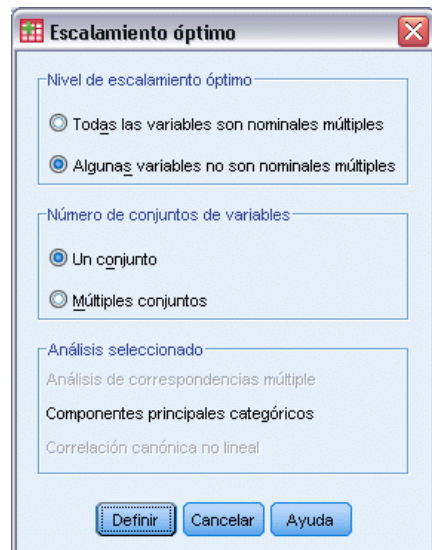 Escalamiento óptimo
Nivel de escalamiento óptimo
Todas las variables son nominales múltiples
Algunas variables no son nominales múltiples
Número de conjuntos de variables
Un conjunto
Múltiples conjuntos
Análisis seleccionado
Análisis de correspondencias múltiple
Componentes principales categóricos
Correlación canónica no lineal
Definir Cancelar Ayuda